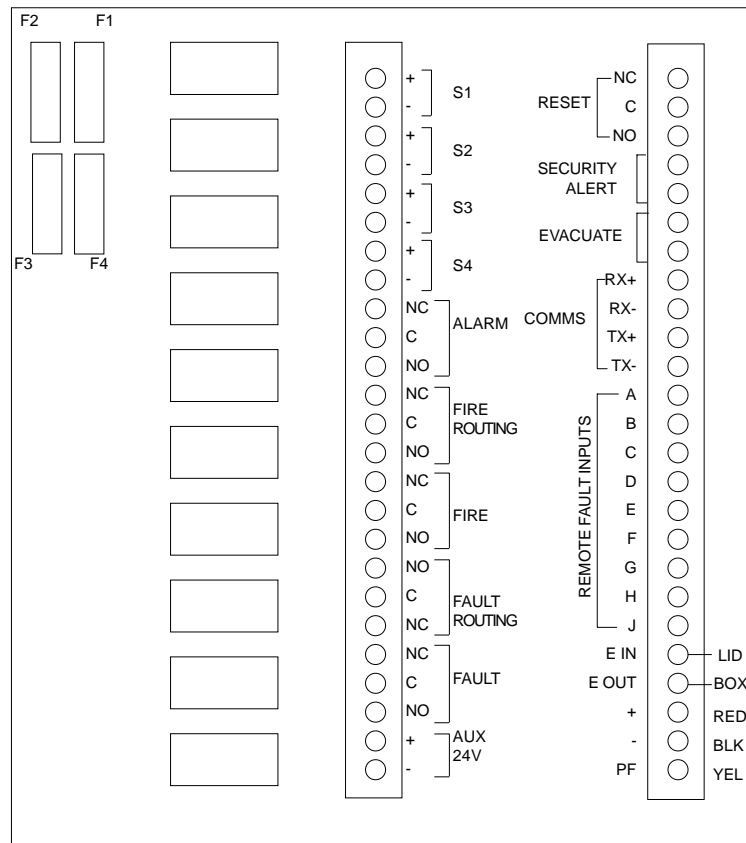 F2 F1
F3 F4
+
-
S1
+
-
S2
+
-
S3
+
-
S4
NC
C
NO
ALARM
NC
C
NO
FIRE
ROUTING
NC
C
NO
FIRE
NO
C
NC
FAULT
ROUTING
NC
C
NO
FAULT
+
-
AUX
24V
RESET
NC
C
NO
SECURITY
ALERT
EVACUATE
COMMS
RX+
RX-
TX+
TX-
REMOTE FAULT INPUTS
A
B
C
D
E
F
G
H
J
E IN LID
E OUT BOX
+ RED
- BLK
PF YEL